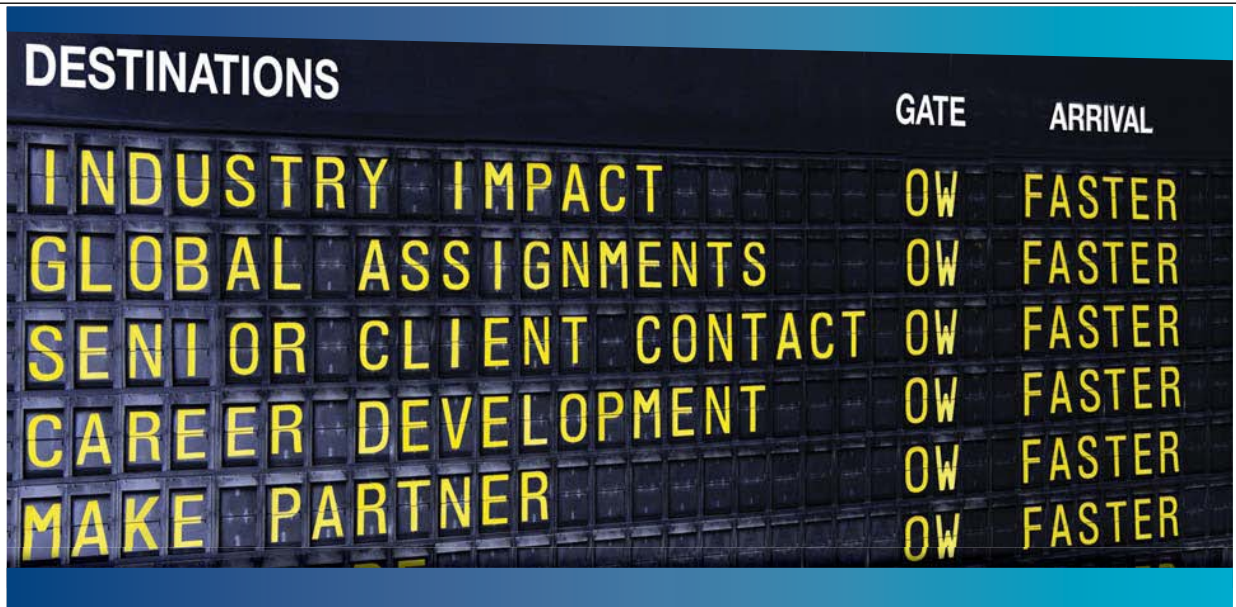 DESTINATIONS GATE ARRIVAL
INDUSTRY IMPACT OW FASTER
GLOBAL ASSIGNMENTS OW FASTER
SENIOR CLIENT CONTACT OW FASTER
CAREER DEVELOPMENT OW FASTER
MAKE PARTNER OW FASTER
OW FASTER